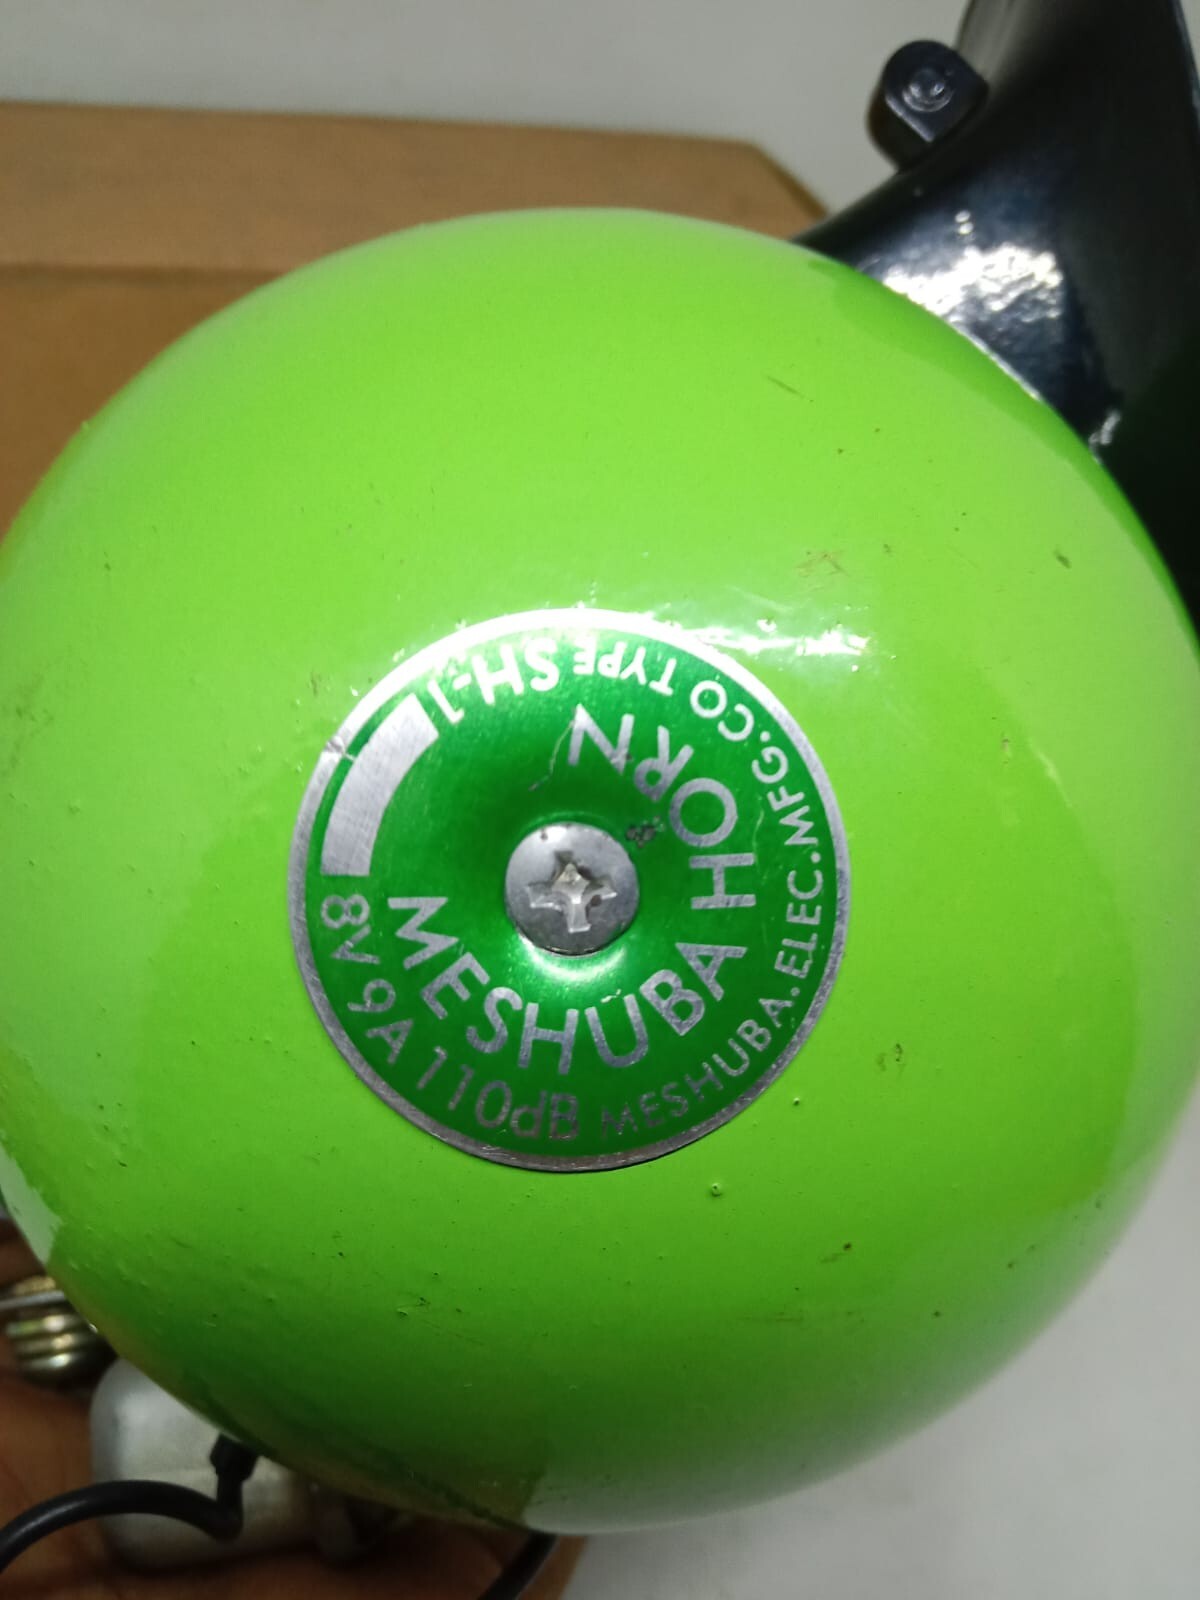 MESHUBA HORN
8V 9A 110dB MESHUBA.ELEC.MFG.CO TYPE SH-1